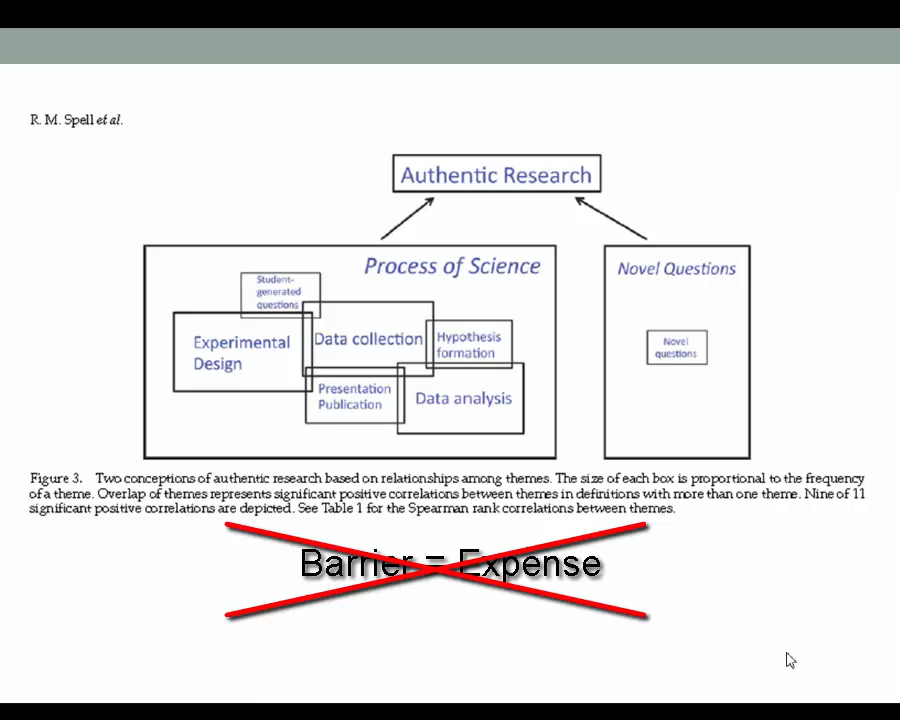 R. M. Spell et al.
Authentic Research
Process of Science
Novel Questions
Student-
generated
questions
Experimental
Design
Data collection
Hypothesis
formation
Presentation
Publication
Data analysis
Novel
questions
Figure 3. Two conceptions of authentic research based on relationships among themes. The size of each box is proportional to the frequency
of a theme. Overlap of themes represents significant positive correlations between themes in definitions with more than one theme. Nine of 11
significant positive correlations are depicted. See Table 1 for the Spearman rank correlations between themes.
Barrier = Expense